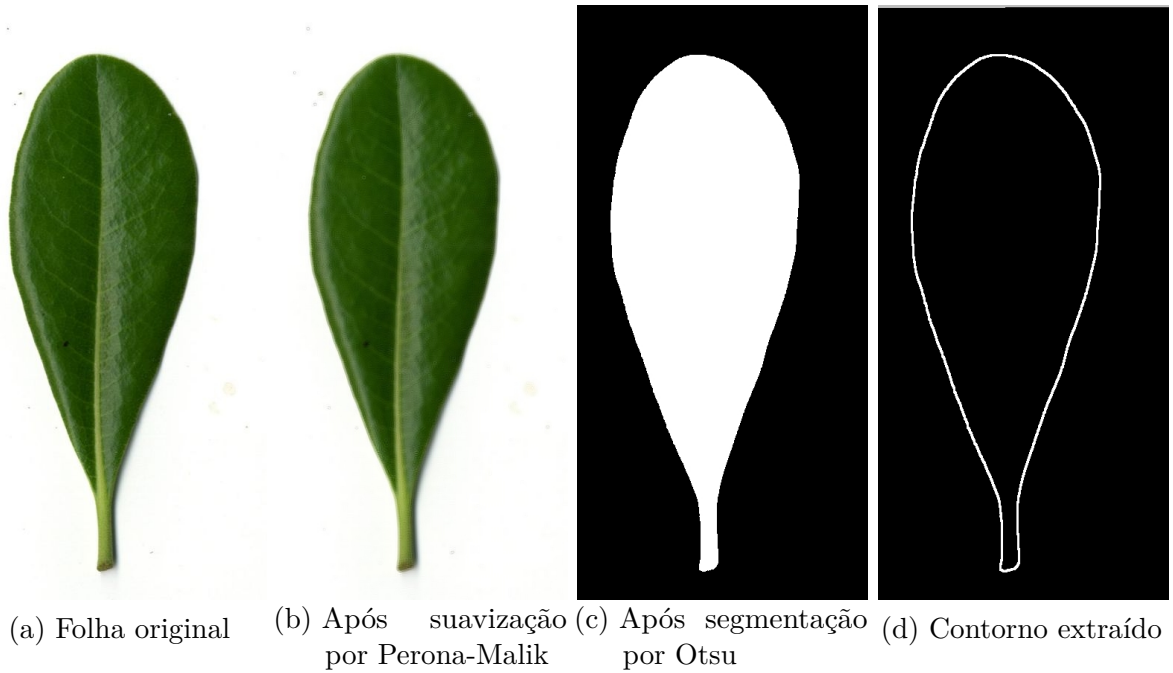 (a) Folha original
(b) Após suavização
por Perona-Malik
(c) Após segmentação
por Otsu
(d) Contorno extraído